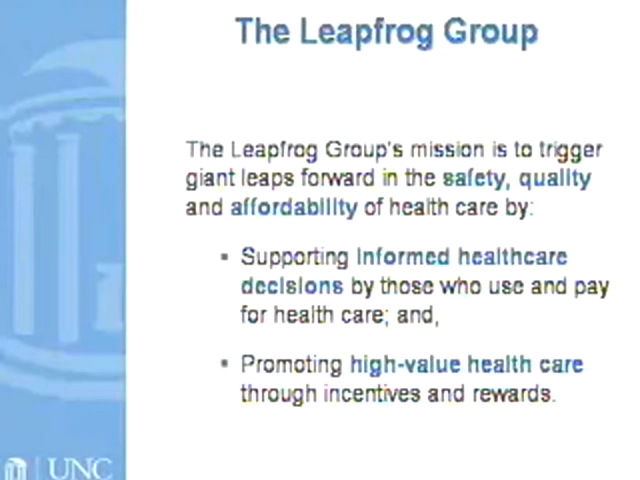 The Leapfrog Group
The Leapfrog Group's mission is to trigger
giant leaps forward in the safety, quality
and affordability of health care by:
▪ Supporting informed healthcare
decisions by those who use and pay
for health care; and,
▪ Promoting high-value health care
through incentives and rewards.
UNC